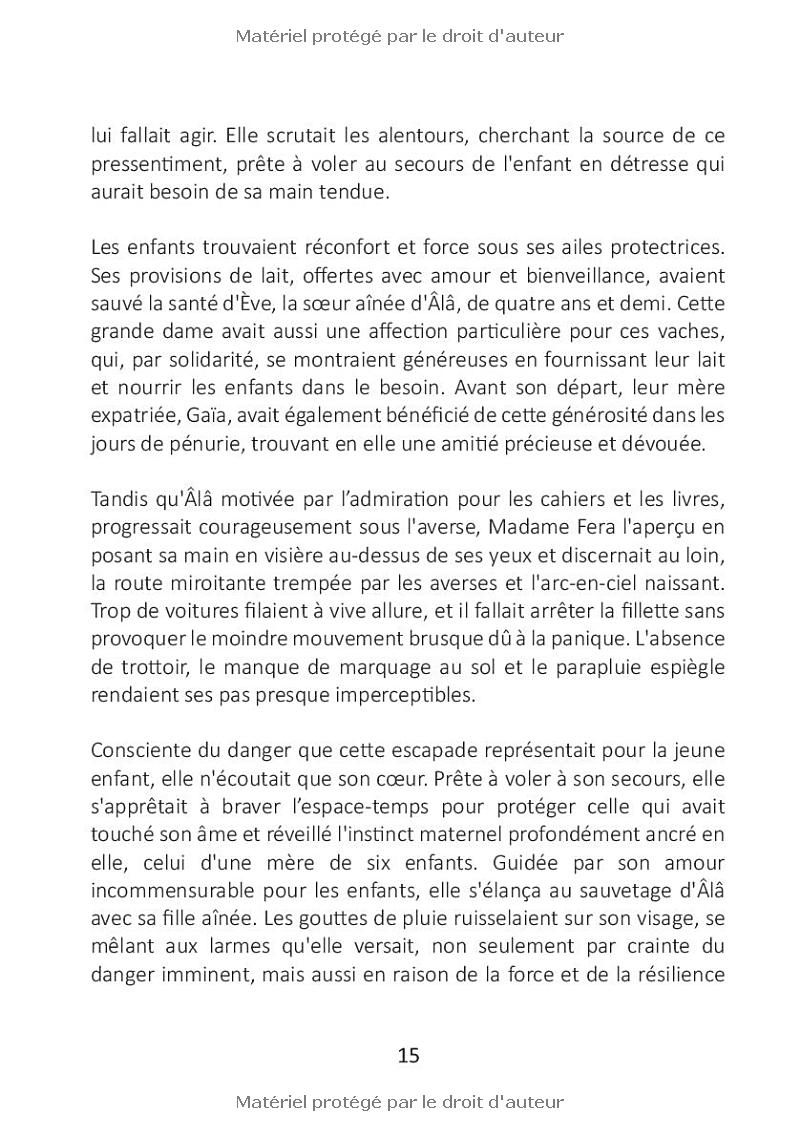 Matériel protégé par le droit d'auteur
lui fallait agir. Elle scrutait les alentours, cherchant la source de ce
pressentiment, prête à voler au secours de l'enfant en détresse qui
aurait besoin de sa main tendue.
Les enfants trouvaient réconfort et force sous ses ailes protectrices.
Ses provisions de lait, offertes avec amour et bienveillance, avaient
sauvé la santé d'Ève, la sœur aînée d'Âlâ, de quatre ans et demi. Cette
grande dame avait aussi une affection particulière pour ces vaches,
qui, par solidarité, se montraient généreuses en fournissant leur lait
et nourrir les enfants dans le besoin. Avant son départ, leur mère
expatriée, Gaïa, avait également bénéficié de cette générosité dans les
jours de pénurie, trouvant en elle une amitié précieuse et dévouée.
Tandis qu'Âlâ motivée par l’admiration pour les cahiers et les livres,
progressait courageusement sous l'averse, Madame Fera l'aperçu en
posant sa main en visière au-dessus de ses yeux et discernait au loin,
la route miroitante trempée par les averses et l'arc-en-ciel naissant.
Trop de voitures filaient à vive allure, et il fallait arrêter la fillette sans
provoquer le moindre mouvement brusque dû à la panique. L'absence
de trottoir, le manque de marquage au sol et le parapluie espiègle
rendaient ses pas presque imperceptibles.
Consciente du danger que cette escapade représentait pour la jeune
enfant, elle n'écoutait que son cœur. Prête à voler à son secours, elle
s'apprêtait à braver l’espace-temps pour protéger celle qui avait
touché son âme et réveillé l'instinct maternel profondément ancré en
elle, celui d'une mère de six enfants. Guidée par son amour
incommensurable pour les enfants, elle s'élança au sauvetage d'Âlâ
avec sa fille aînée. Les gouttes de pluie ruisselaient sur son visage, se
mêlant aux larmes qu'elle versait, non seulement par crainte du
danger imminent, mais aussi en raison de la force et de la résilience
15
Matériel protégé par le droit d'auteur